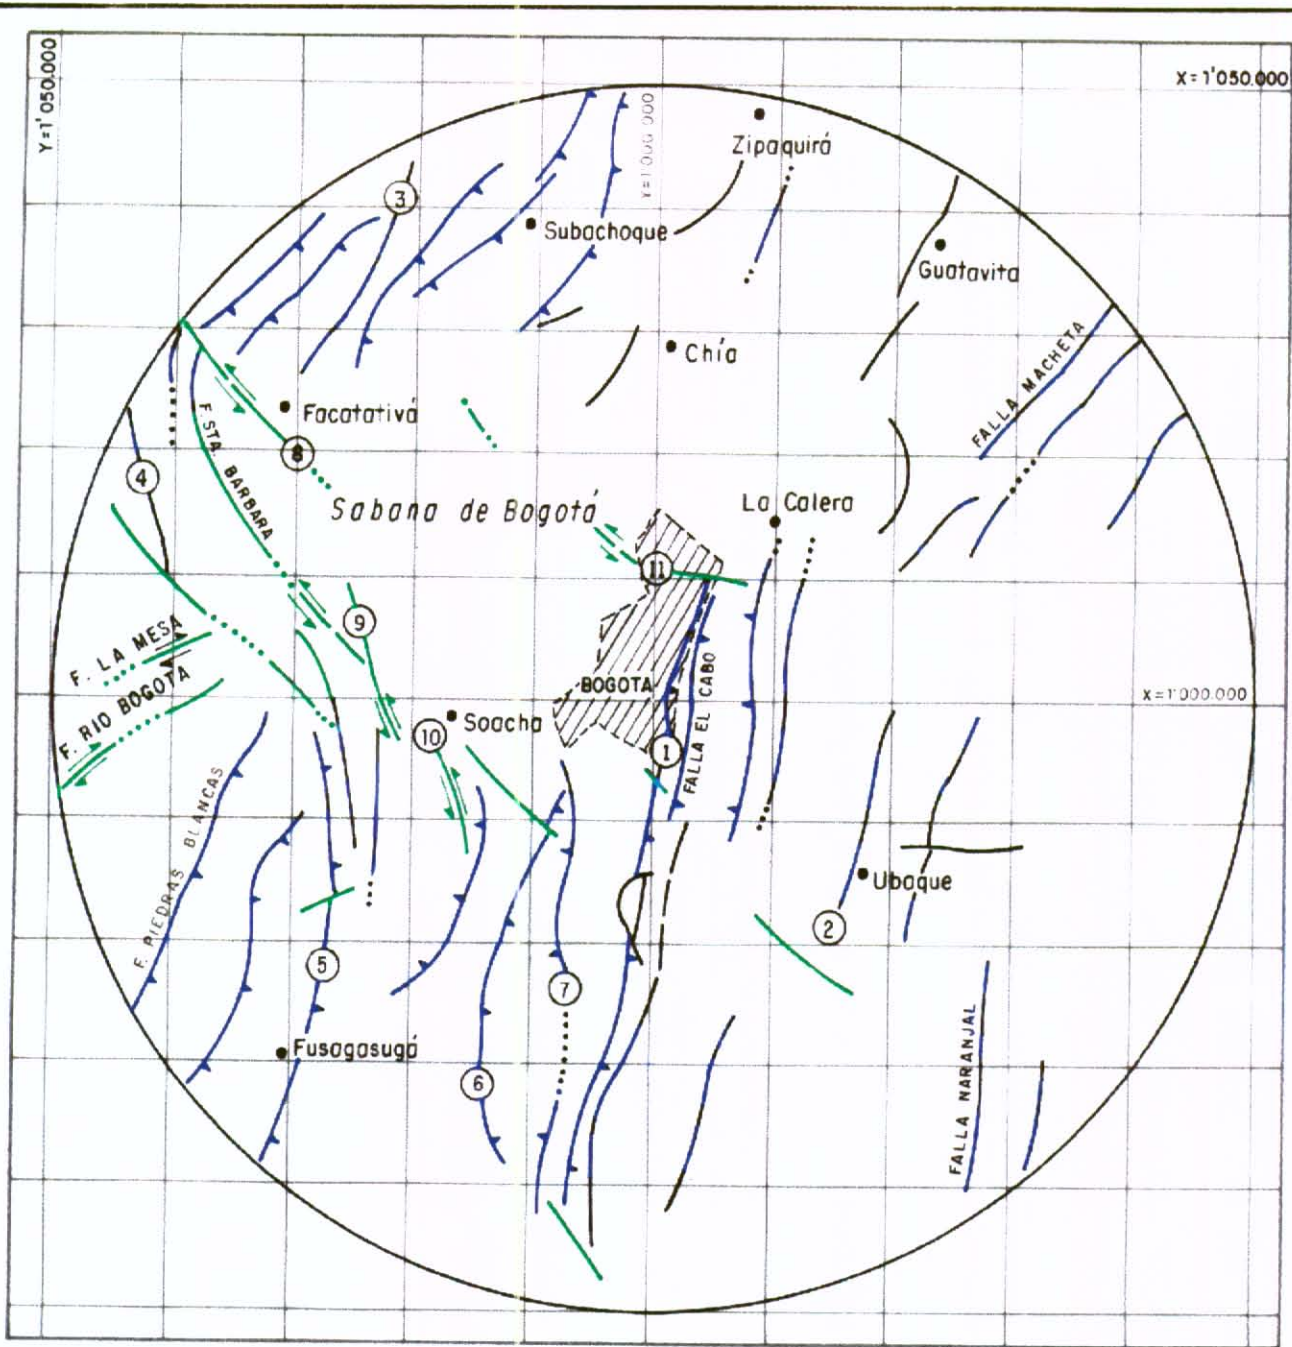 Y=1'050.000
X=1'050.000
Y=1'000.000
Zipaquirá
3
Subachoque
Guatavita
Chía
FALLA MACHETA
Facatativá
F. STA. BARBARA
8
4
Sabana de Bogotá
La Calera
11
9
F. LA MESA
F. RIO BOGOTA
BOGOTA
X=1'000.000
FALLA EL CABO
Soacha
10
1
F. PIEDRAS BLANCAS
Ubaque
2
5
7
Fusagasugá
6
FALLA NARANJAL